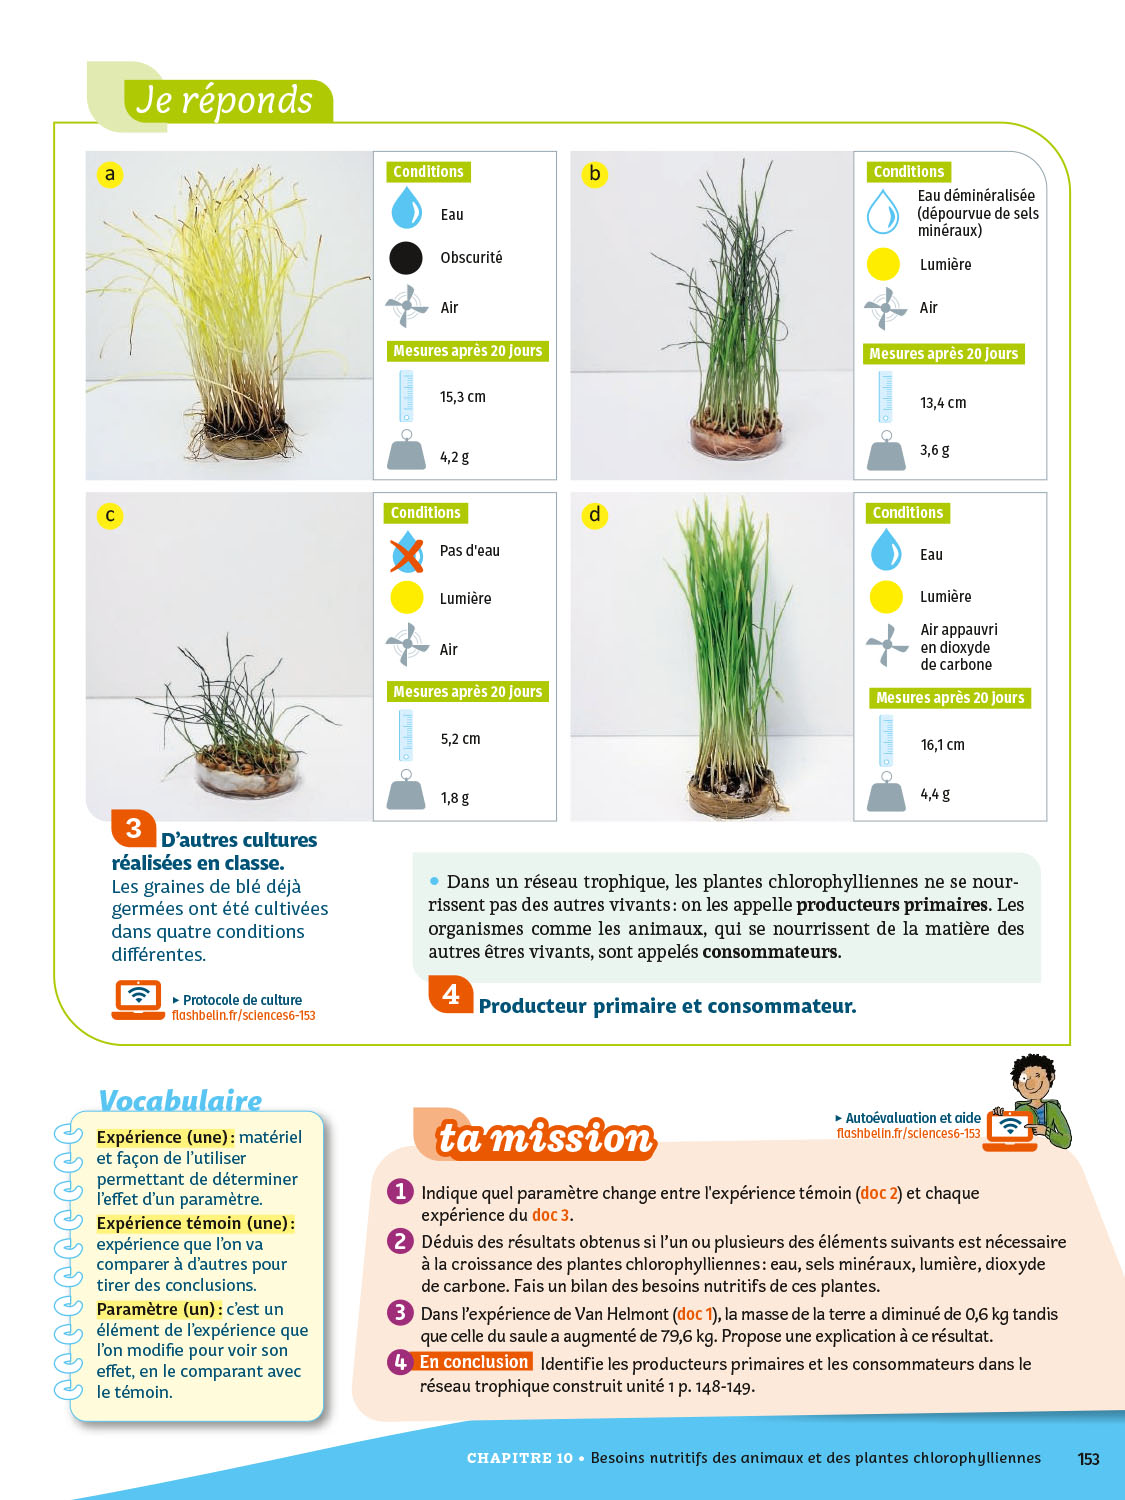 Je réponds
a
Conditions
Eau
Obscurité
Air
Mesures après 20 jours
15,3 cm
4,2 g
b
Conditions
Eau déminéralisée
(dépourvue de sels
minéraux)
Lumière
Air
Mesures après 20 jours
13,4 cm
3,6 g
c
Conditions
Pas d'eau
Lumière
Air
Mesures après 20 jours
5,2 cm
1,8 g
d
Conditions
Eau
Lumière
Air appauvri
en dioxyde
de carbone
Mesures après 20 jours
16,1 cm
4,4 g
3 D'autres cultures
réalisées en classe.
Les graines de blé déjà
germées ont été cultivées
dans quatre conditions
différentes.
▸ Protocole de culture
flashbelin.fr/sciences6-153
• Dans un réseau trophique, les plantes chlorophylliennes ne se nour-
rissent pas des autres vivants : on les appelle producteurs primaires. Les
organismes comme les animaux, qui se nourrissent de la matière des
autres êtres vivants, sont appelés consommateurs.
4 Producteur primaire et consommateur.
Vocabulaire
Expérience (une) : matériel
et façon de l'utiliser
permettant de déterminer
l'effet d'un paramètre.
Expérience témoin (une) :
expérience que l'on va
comparer à d'autres pour
tirer des conclusions.
Paramètre (un) : c'est un
élément de l'expérience que
l'on modifie pour voir son
effet, en le comparant avec
le témoin.
ta mission
▸ Autoévaluation et aide
flashbelin.fr/sciences6-153
1 Indique quel paramètre change entre l'expérience témoin (doc 2) et chaque
expérience du doc 3.
2 Déduis des résultats obtenus si l'un ou plusieurs des éléments suivants est nécessaire
à la croissance des plantes chlorophylliennes : eau, sels minéraux, lumière, dioxyde
de carbone. Fais un bilan des besoins nutritifs de ces plantes.
3 Dans l'expérience de Van Helmont (doc 1), la masse de la terre a diminué de 0,6 kg tandis
que celle du saule a augmenté de 79,6 kg. Propose une explication à ce résultat.
4 En conclusion Identifie les producteurs primaires et les consommateurs dans le
réseau trophique construit unité 1 p. 148-149.
CHAPITRE 10 • Besoins nutritifs des animaux et des plantes chlorophylliennes 153